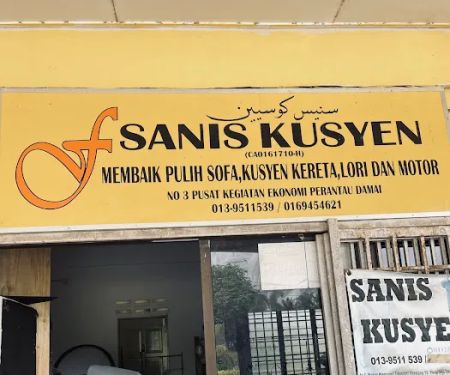 سنيس کوسيين
SANIS KUSYEN
(CA0161710-H)
MEMBAIK PULIH SOFA,KUSYEN KERETA,LORI DAN MOTOR
NO 3 PUSAT KEGIATAN EKONOMI PERANTAU DAMAI
013-9511539 / 0169454621
SANIS
KUSYE
013-9511 539 /